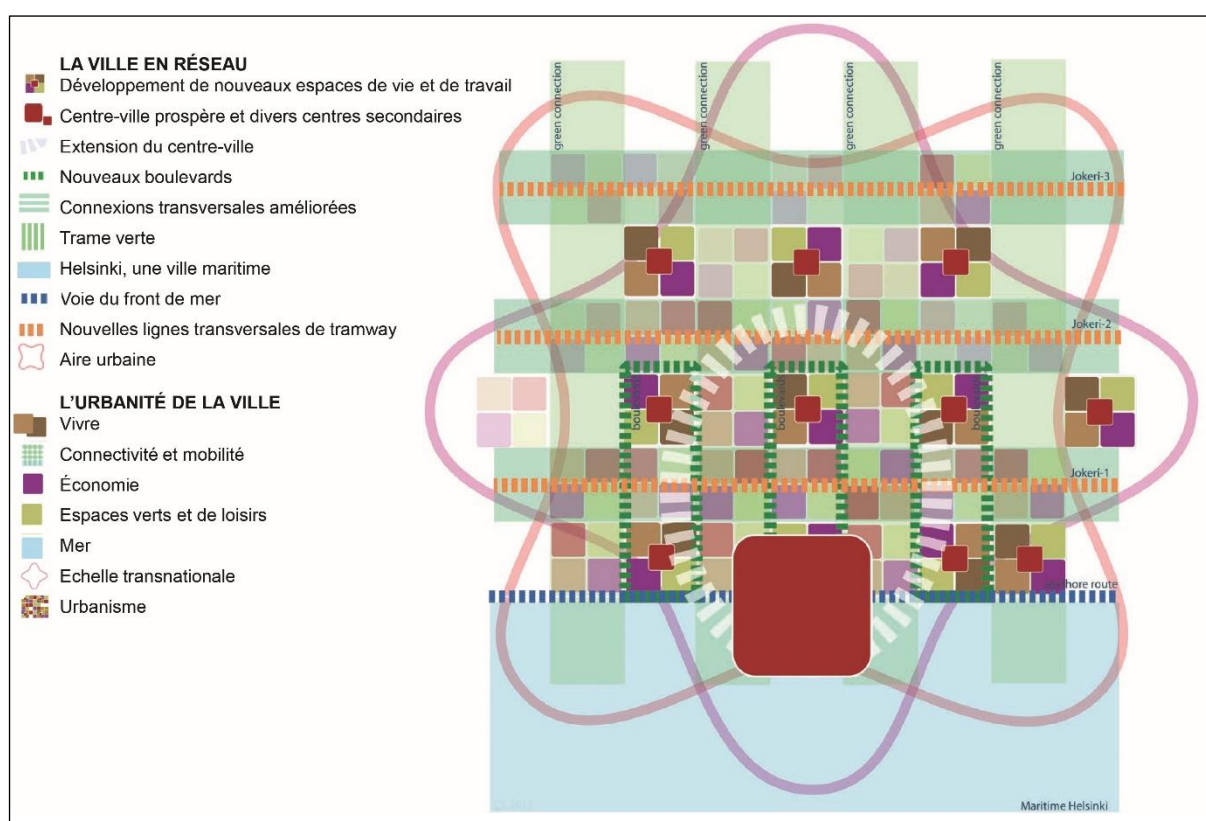 LA VILLE EN RÉSEAU
Développement de nouveaux espaces de vie et de travail
Centre-ville prospère et divers centres secondaires
Extension du centre-ville
Nouveaux boulevards
Connexions transversales améliorées
Trame verte
Helsinki, une ville maritime
Voie du front de mer
Nouvelles lignes transversales de tramway
Aire urbaine
L'URBANITÉ DE LA VILLE
Vivre
Connectivité et mobilité
Économie
Espaces verts et de loisirs
Mer
Echelle transnationale
Urbanisme
green connection
green connection
green connection
green connection
Jokeri-3
Jokeri-2
boulevards
boulevards
boulevards
Jokeri-1
route
Maritime Helsinki